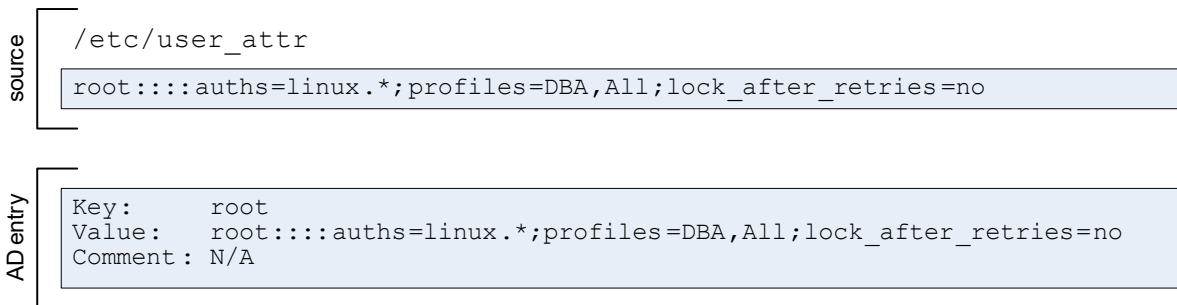 source
/etc/user_attr
root::::auths=linux.*;profiles=DBA,All;lock_after_retries=no
AD entry
Key: root
Value: root::::auths=linux.*;profiles=DBA,All;lock_after_retries=no
Comment: N/A